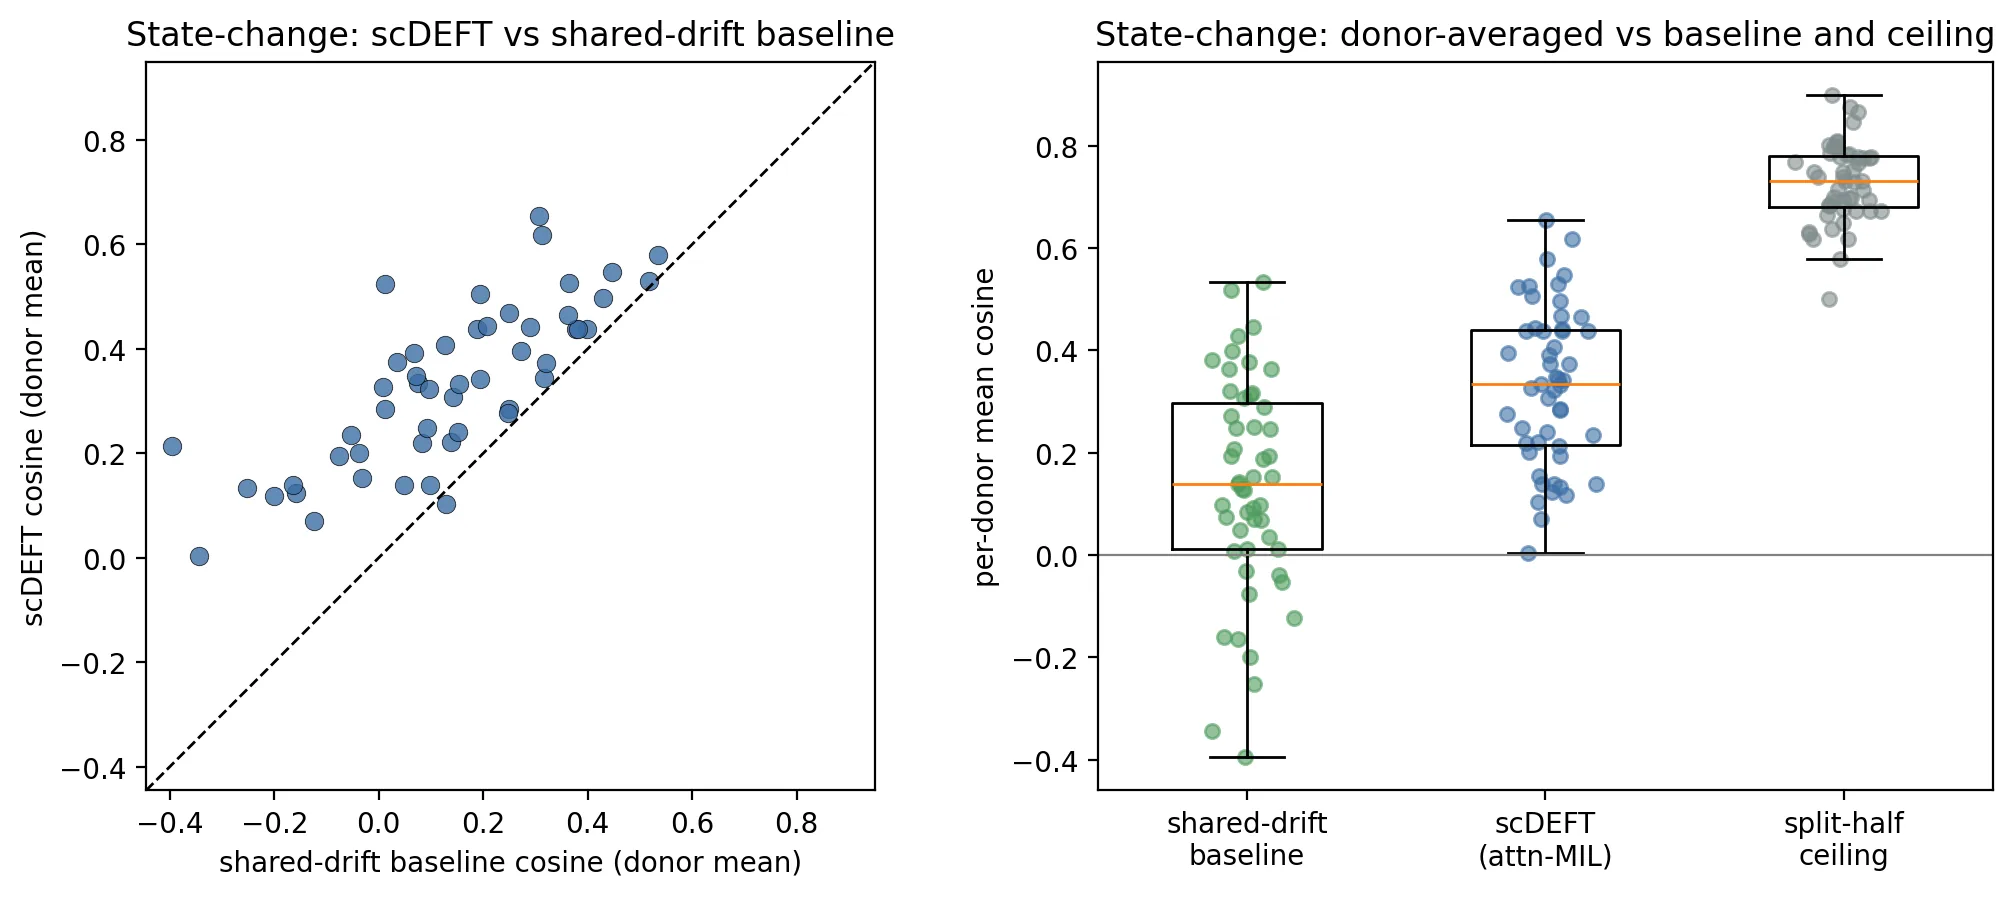 State-change: scDEFT vs shared-drift baseline
scDEFT cosine (donor mean)
0.8
0.6
0.4
0.2
0.0
−0.2
−0.4
−0.4 −0.2 0.0 0.2 0.4 0.6 0.8
shared-drift baseline cosine (donor mean)
State-change: donor-averaged vs baseline and ceiling
per-donor mean cosine
0.8
0.6
0.4
0.2
0.0
−0.2
−0.4
shared-drift
baseline
scDEFT
(attn-MIL)
split-half
ceiling